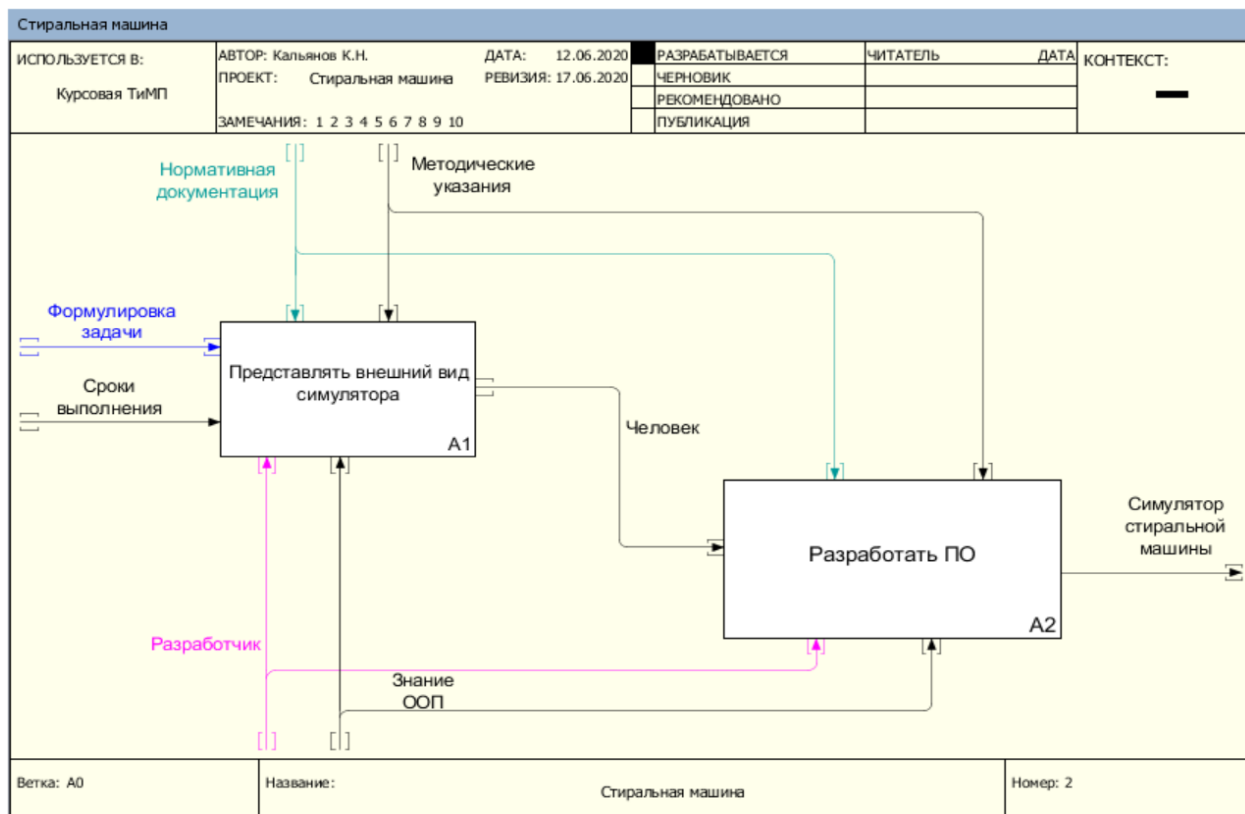 Стиральная машина
ИСПОЛЬЗУЕТСЯ В:
Курсовая ТиМП
АВТОР: Кальянов К.Н.
ДАТА: 12.06.2020
ПРОЕКТ: Стиральная машина
РЕВИЗИЯ: 17.06.2020
ЗАМЕЧАНИЯ: 1 2 3 4 5 6 7 8 9 10
РАЗРАБАТЫВАЕТСЯ
ЧЕРНОВИК
РЕКОМЕНДОВАНО
ПУБЛИКАЦИЯ
ЧИТАТЕЛЬ
ДАТА
КОНТЕКСТ:
Нормативная
документация
Методические
указания
Формулировка
задачи
Сроки
выполнения
Представлять внешний вид
симулятора
A1
Человек
Разработать ПО
A2
Симулятор
стиральной
машины
Разработчик
Знание
ООП
Ветка: A0
Название:
Стиральная машина
Номер: 2